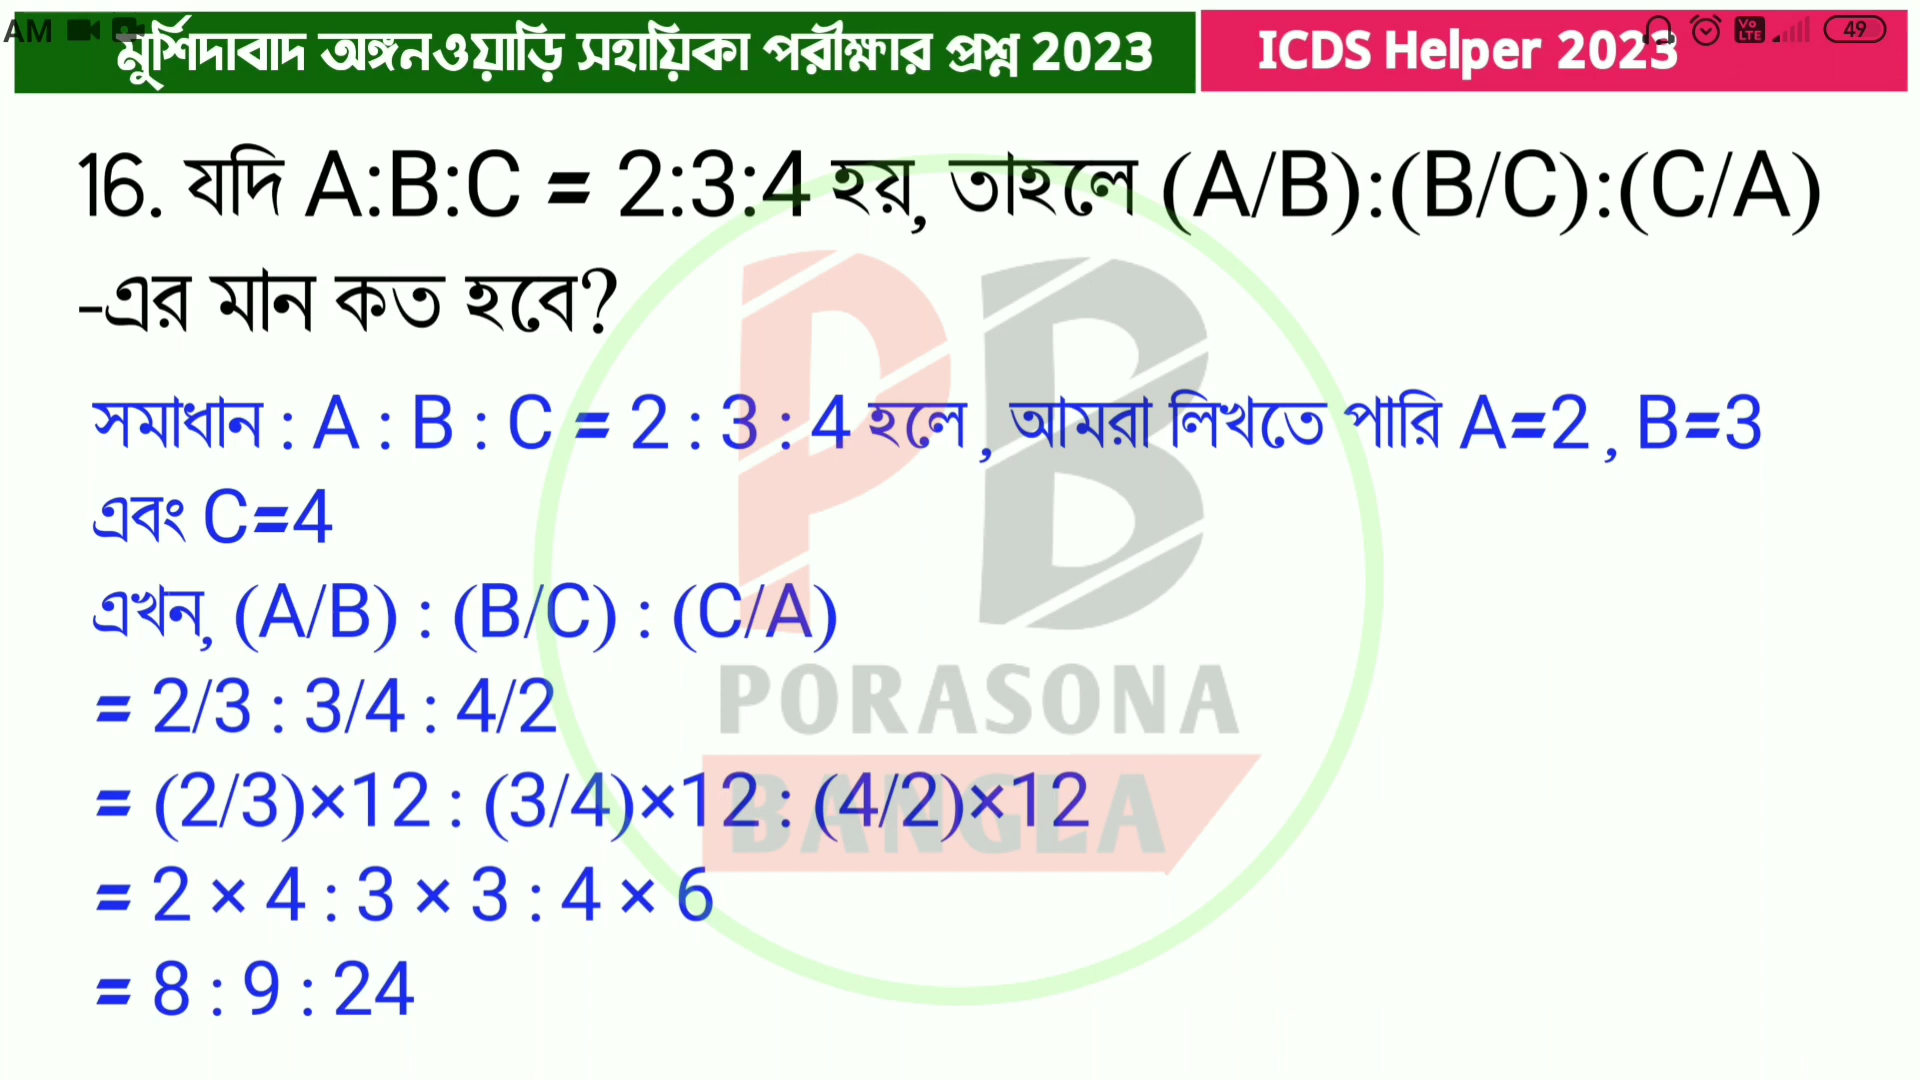 AM
49
মুর্শিদাবাদ অঙ্গনওয়াড়ি সহায়িকা পরীক্ষার প্রশ্ন 2023
ICDS Helper 2023
16. যদি A:B:C = 2:3:4 হয়, তাহলে (A/B):(B/C):(C/A)
-এর মান কত হবে?
সমাধান : A : B : C = 2 : 3 : 4 হলে , আমরা লিখতে পারি A=2 , B=3
এবং C=4
এখন, (A/B) : (B/C) : (C/A)
= 2/3 : 3/4 : 4/2
= (2/3)×12 : (3/4)×12 : (4/2)×12
= 2 × 4 : 3 × 3 : 4 × 6
= 8 : 9 : 24
PB
PORASONA
BANGLA
Vo LTE